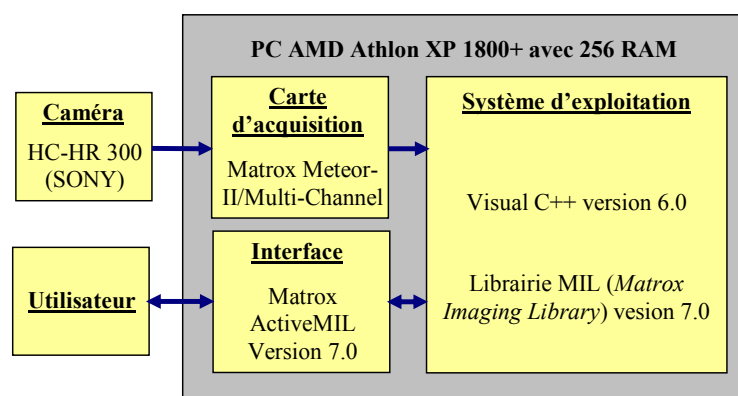 PC AMD Athlon XP 1800+ avec 256 RAM
Caméra
HC-HR 300
(SONY)
Carte
d'acquisition
Matrox Meteor-
II/Multi-Channel
Système d'exploitation
Visual C++ version 6.0
Librairie MIL (Matrox
Imaging Library) vesion 7.0
Utilisateur
Interface
Matrox
ActiveMIL
Version 7.0